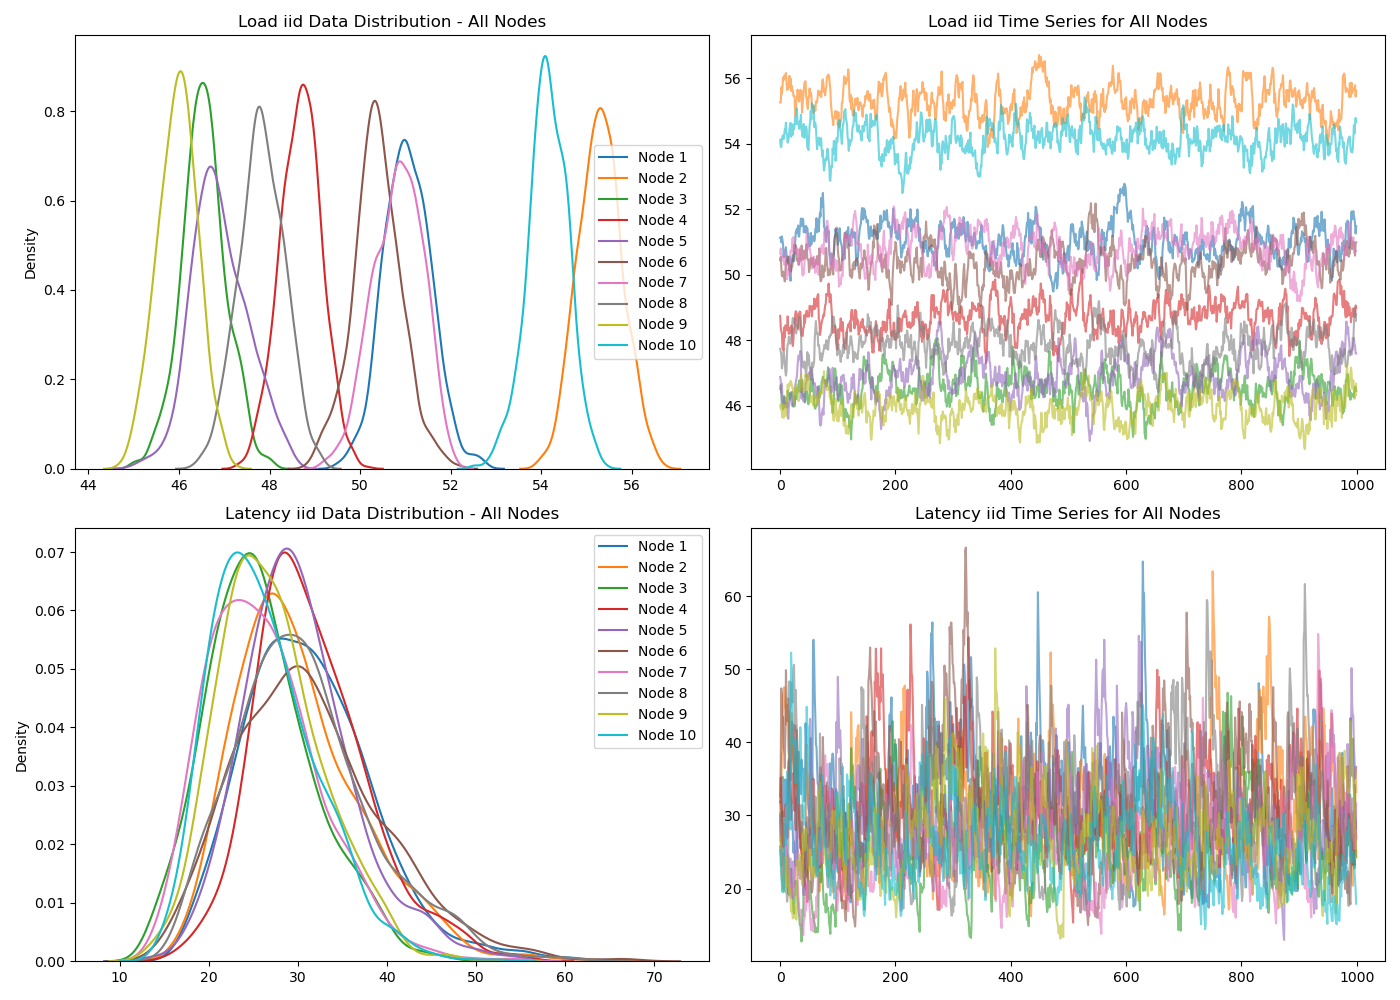 Load iid Data Distribution - All Nodes
Density
0.8
0.6
0.4
0.2
0.0
44 46 48 50 52 54 56
Node 1
Node 2
Node 3
Node 4
Node 5
Node 6
Node 7
Node 8
Node 9
Node 10
Load iid Time Series for All Nodes
56
54
52
50
48
46
0 200 400 600 800 1000
Latency iid Data Distribution - All Nodes
Density
0.07
0.06
0.05
0.04
0.03
0.02
0.01
0.00
10 20 30 40 50 60 70
Node 1
Node 2
Node 3
Node 4
Node 5
Node 6
Node 7
Node 8
Node 9
Node 10
Latency iid Time Series for All Nodes
60
50
40
30
20
0 200 400 600 800 1000